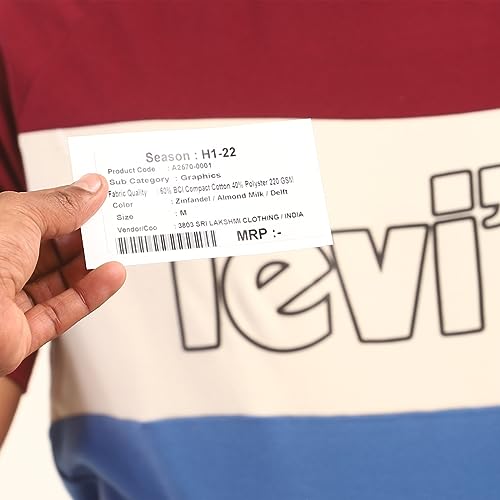 Season : H1-22
Product Code : A2670-0001
Sub Category : Graphics
Fabric Quality : 60% BCI Compact Cotton 40% Polyster 220 GSM
Color : Zinfandel / Almond Milk / Delft
Size : M
Vendor/Coo : 3803 SRI LAKSHMI CLOTHING / INDIA
MRP :-
levi'